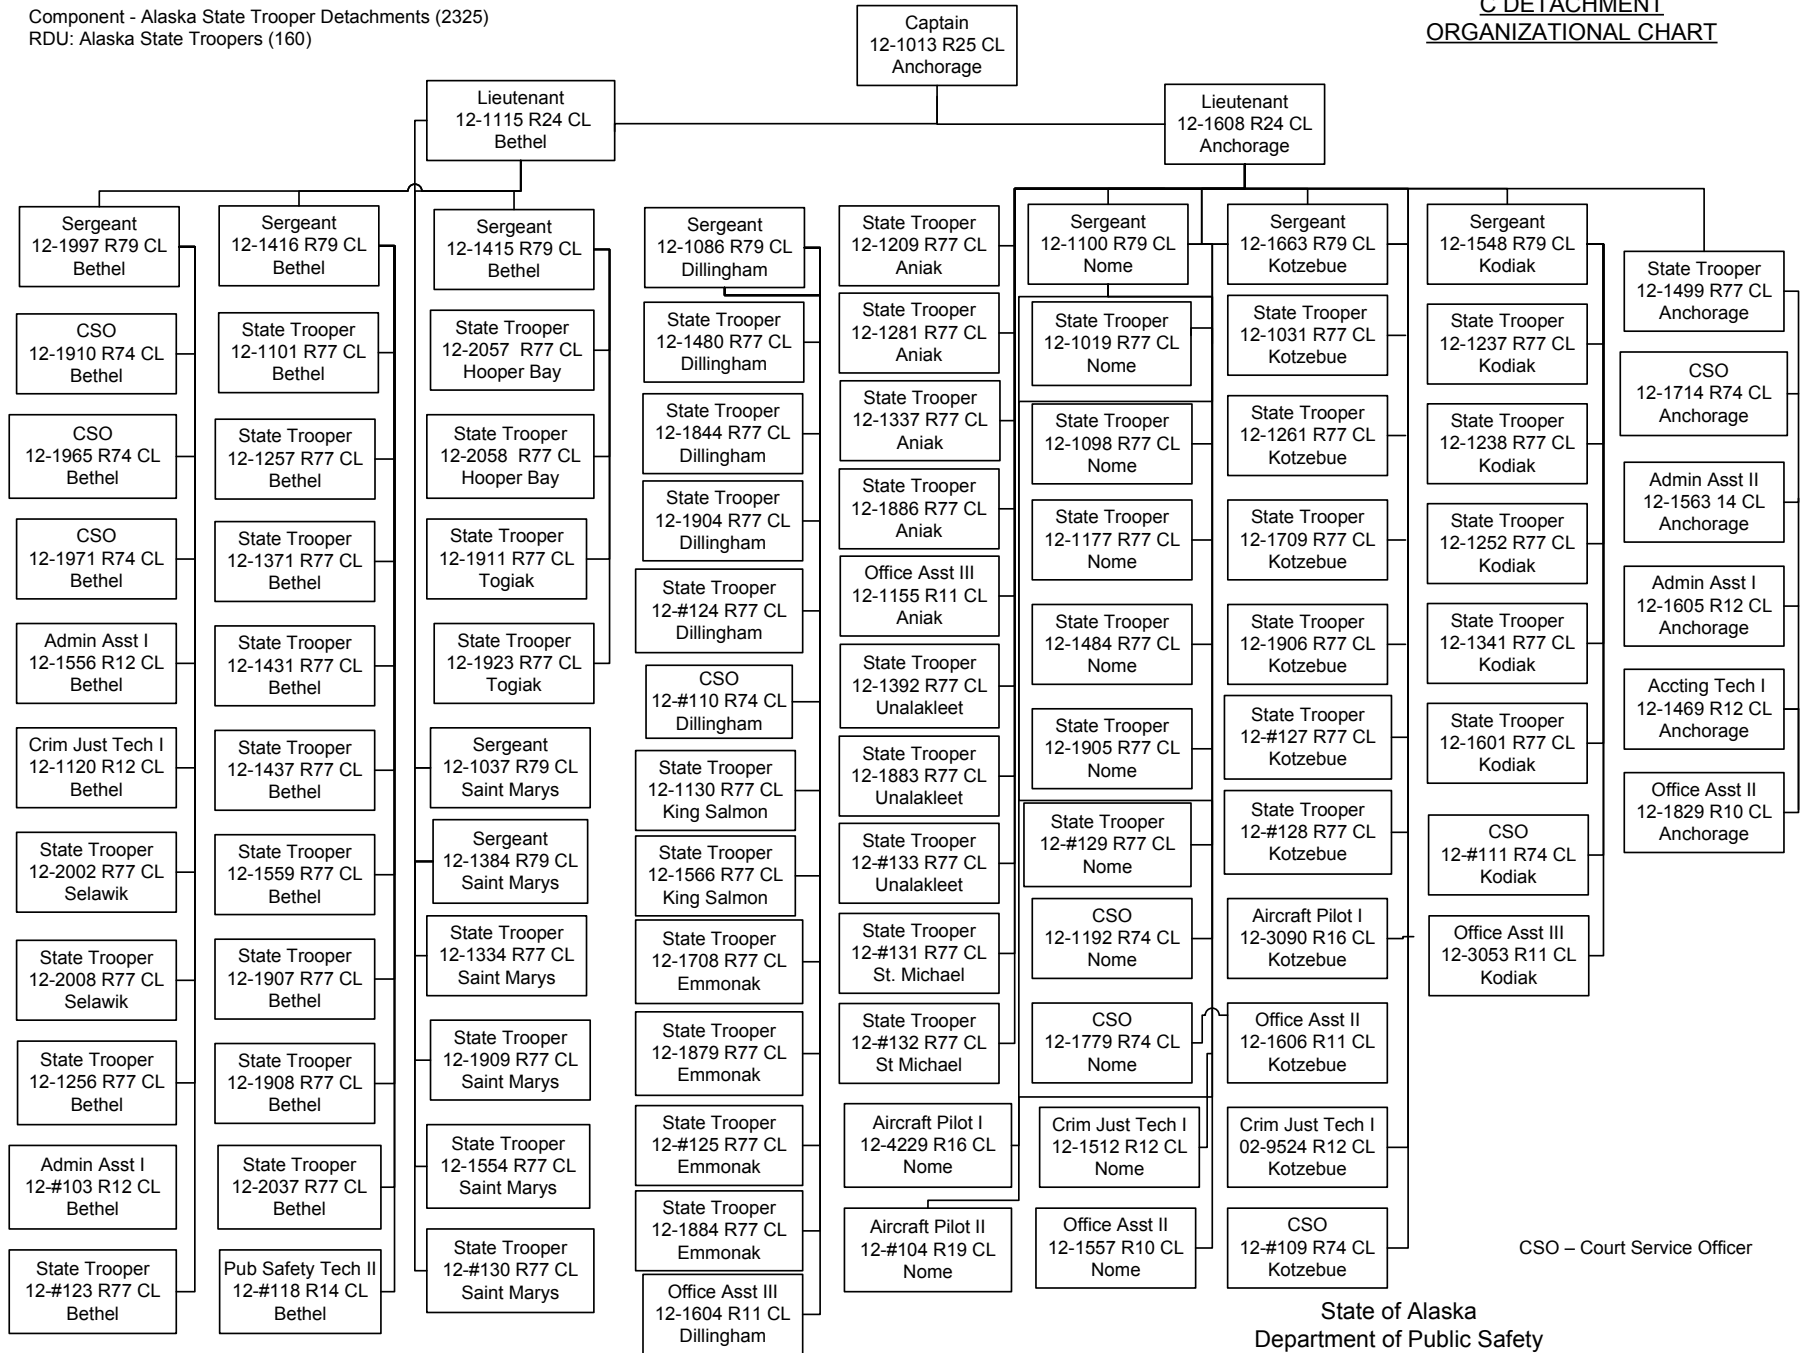 Component - Alaska State Trooper Detachments (2325)
RDU: Alaska State Troopers (160)
C DETACHMENT
ORGANIZATIONAL CHART
Captain
12-1013 R25 CL
Anchorage
Lieutenant
12-1115 R24 CL
Bethel
Lieutenant
12-1608 R24 CL
Anchorage
Sergeant
12-1997 R79 CL
Bethel
CSO
12-1910 R74 CL
Bethel
CSO
12-1965 R74 CL
Bethel
CSO
12-1971 R74 CL
Bethel
Admin Asst I
12-1556 R12 CL
Bethel
Crim Just Tech I
12-1120 R12 CL
Bethel
State Trooper
12-2002 R77 CL
Selawik
State Trooper
12-2008 R77 CL
Selawik
State Trooper
12-1256 R77 CL
Bethel
Admin Asst I
12-#103 R12 CL
Bethel
State Trooper
12-#123 R77 CL
Bethel
Sergeant
12-1416 R79 CL
Bethel
State Trooper
12-1101 R77 CL
Bethel
State Trooper
12-1257 R77 CL
Bethel
State Trooper
12-1371 R77 CL
Bethel
State Trooper
12-1431 R77 CL
Bethel
State Trooper
12-1437 R77 CL
Bethel
State Trooper
12-1559 R77 CL
Bethel
State Trooper
12-1907 R77 CL
Bethel
State Trooper
12-1908 R77 CL
Bethel
State Trooper
12-2037 R77 CL
Bethel
Pub Safety Tech II
12-#118 R14 CL
Bethel
Sergeant
12-1415 R79 CL
Bethel
State Trooper
12-2057 R77 CL
Hooper Bay
State Trooper
12-2058 R77 CL
Hooper Bay
State Trooper
12-1911 R77 CL
Togiak
State Trooper
12-1923 R77 CL
Togiak
Sergeant
12-1037 R79 CL
Saint Marys
Sergeant
12-1384 R79 CL
Saint Marys
State Trooper
12-1334 R77 CL
Saint Marys
State Trooper
12-1909 R77 CL
Saint Marys
State Trooper
12-1554 R77 CL
Saint Marys
State Trooper
12-#130 R77 CL
Saint Marys
Sergeant
12-1086 R79 CL
Dillingham
State Trooper
12-1480 R77 CL
Dillingham
State Trooper
12-1844 R77 CL
Dillingham
State Trooper
12-1904 R77 CL
Dillingham
State Trooper
12-#124 R77 CL
Dillingham
CSO
12-#110 R74 CL
Dillingham
State Trooper
12-1130 R77 CL
King Salmon
State Trooper
12-1566 R77 CL
King Salmon
State Trooper
12-1708 R77 CL
Emmonak
State Trooper
12-1879 R77 CL
Emmonak
State Trooper
12-#125 R77 CL
Emmonak
State Trooper
12-1884 R77 CL
Emmonak
Office Asst III
12-1604 R11 CL
Dillingham
State Trooper
12-1209 R77 CL
Aniak
State Trooper
12-1281 R77 CL
Aniak
State Trooper
12-1337 R77 CL
Aniak
State Trooper
12-1886 R77 CL
Aniak
Office Asst III
12-1155 R11 CL
Aniak
State Trooper
12-1392 R77 CL
Unalakleet
State Trooper
12-1883 R77 CL
Unalakleet
State Trooper
12-#133 R77 CL
Unalakleet
State Trooper
12-#131 R77 CL
St. Michael
State Trooper
12-#132 R77 CL
St Michael
Aircraft Pilot I
12-4229 R16 CL
Nome
Aircraft Pilot II
12-#104 R19 CL
Nome
Sergeant
12-1100 R79 CL
Nome
State Trooper
12-1019 R77 CL
Nome
State Trooper
12-1098 R77 CL
Nome
State Trooper
12-1177 R77 CL
Nome
State Trooper
12-1484 R77 CL
Nome
State Trooper
12-1905 R77 CL
Nome
State Trooper
12-#129 R77 CL
Nome
CSO
12-1192 R74 CL
Nome
CSO
12-1779 R74 CL
Nome
Crim Just Tech I
12-1512 R12 CL
Nome
Office Asst II
12-1557 R10 CL
Nome
Sergeant
12-1663 R79 CL
Kotzebue
State Trooper
12-1031 R77 CL
Kotzebue
State Trooper
12-1261 R77 CL
Kotzebue
State Trooper
12-1709 R77 CL
Kotzebue
State Trooper
12-1906 R77 CL
Kotzebue
State Trooper
12-#127 R77 CL
Kotzebue
State Trooper
12-#128 R77 CL
Kotzebue
Aircraft Pilot I
12-3090 R16 CL
Kotzebue
Office Asst II
12-1606 R11 CL
Kotzebue
Crim Just Tech I
02-9524 R12 CL
Kotzebue
CSO
12-#109 R74 CL
Kotzebue
Sergeant
12-1548 R79 CL
Kodiak
State Trooper
12-1237 R77 CL
Kodiak
State Trooper
12-1238 R77 CL
Kodiak
State Trooper
12-1252 R77 CL
Kodiak
State Trooper
12-1341 R77 CL
Kodiak
State Trooper
12-1601 R77 CL
Kodiak
CSO
12-#111 R74 CL
Kodiak
Office Asst III
12-3053 R11 CL
Kodiak
State Trooper
12-1499 R77 CL
Anchorage
CSO
12-1714 R74 CL
Anchorage
Admin Asst II
12-1563 14 CL
Anchorage
Admin Asst I
12-1605 R12 CL
Anchorage
Accting Tech I
12-1469 R12 CL
Anchorage
Office Asst II
12-1829 R10 CL
Anchorage
CSO – Court Service Officer
State of Alaska
Department of Public Safety